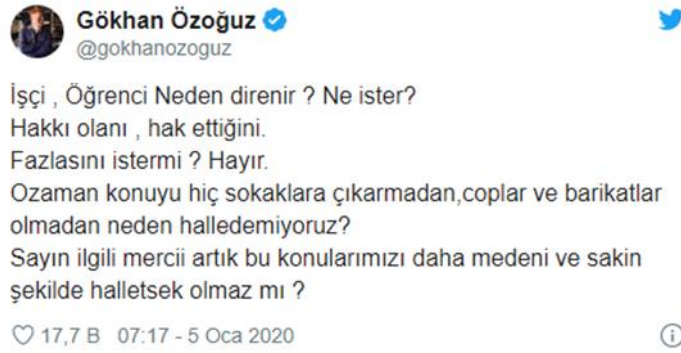 Gökhan Özoğuz
@gokhanozoguz
İşçi , Öğrenci Neden direnir ? Ne ister?
Hakkı olanı , hak ettiğini.
Fazlasını istermi ? Hayır.
Ozaman konuyu hiç sokaklara çıkarmadan,coplar ve barikatlar
olmadan neden halledemiyoruz?
Sayın ilgili mercii artık bu konularımızı daha medeni ve sakin
şekilde halletsek olmaz mı ?
17,7 B 07:17 - 5 Oca 2020